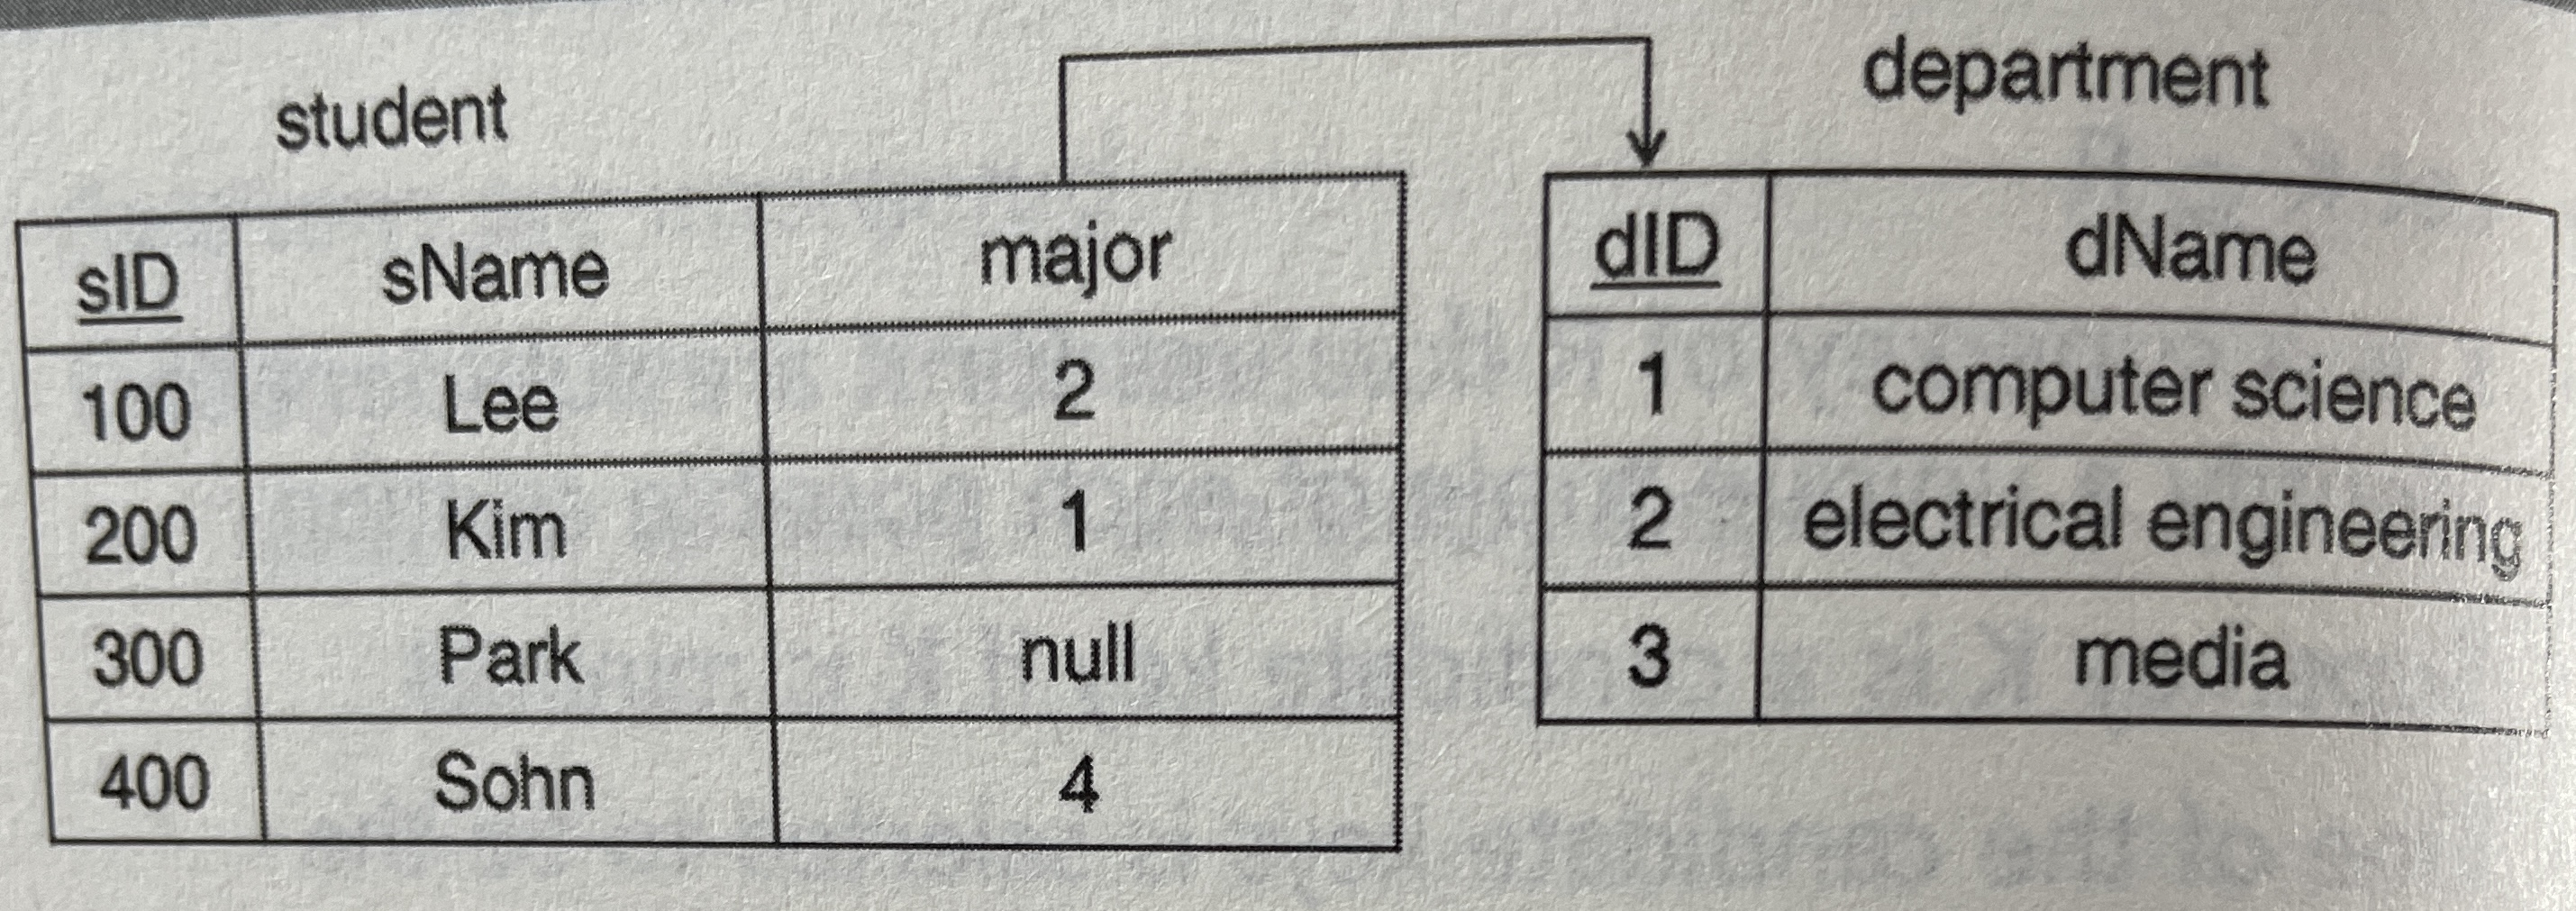 student
department
sID sName major
100 Lee 2
200 Kim 1
300 Park null
400 Sohn 4
dID dName
1 computer science
2 electrical engineering
3 media